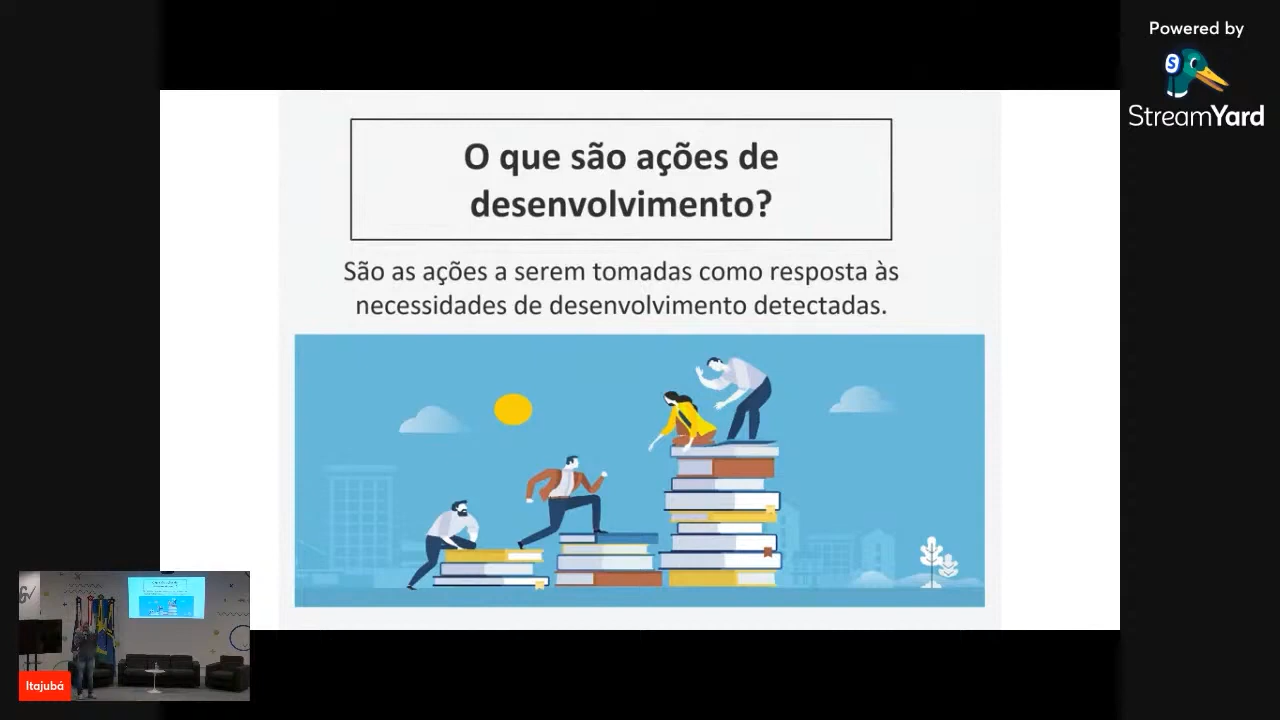 Powered by
StreamYard
O que são ações de
desenvolvimento?
São as ações a serem tomadas como resposta às
necessidades de desenvolvimento detectadas.
Itajubá